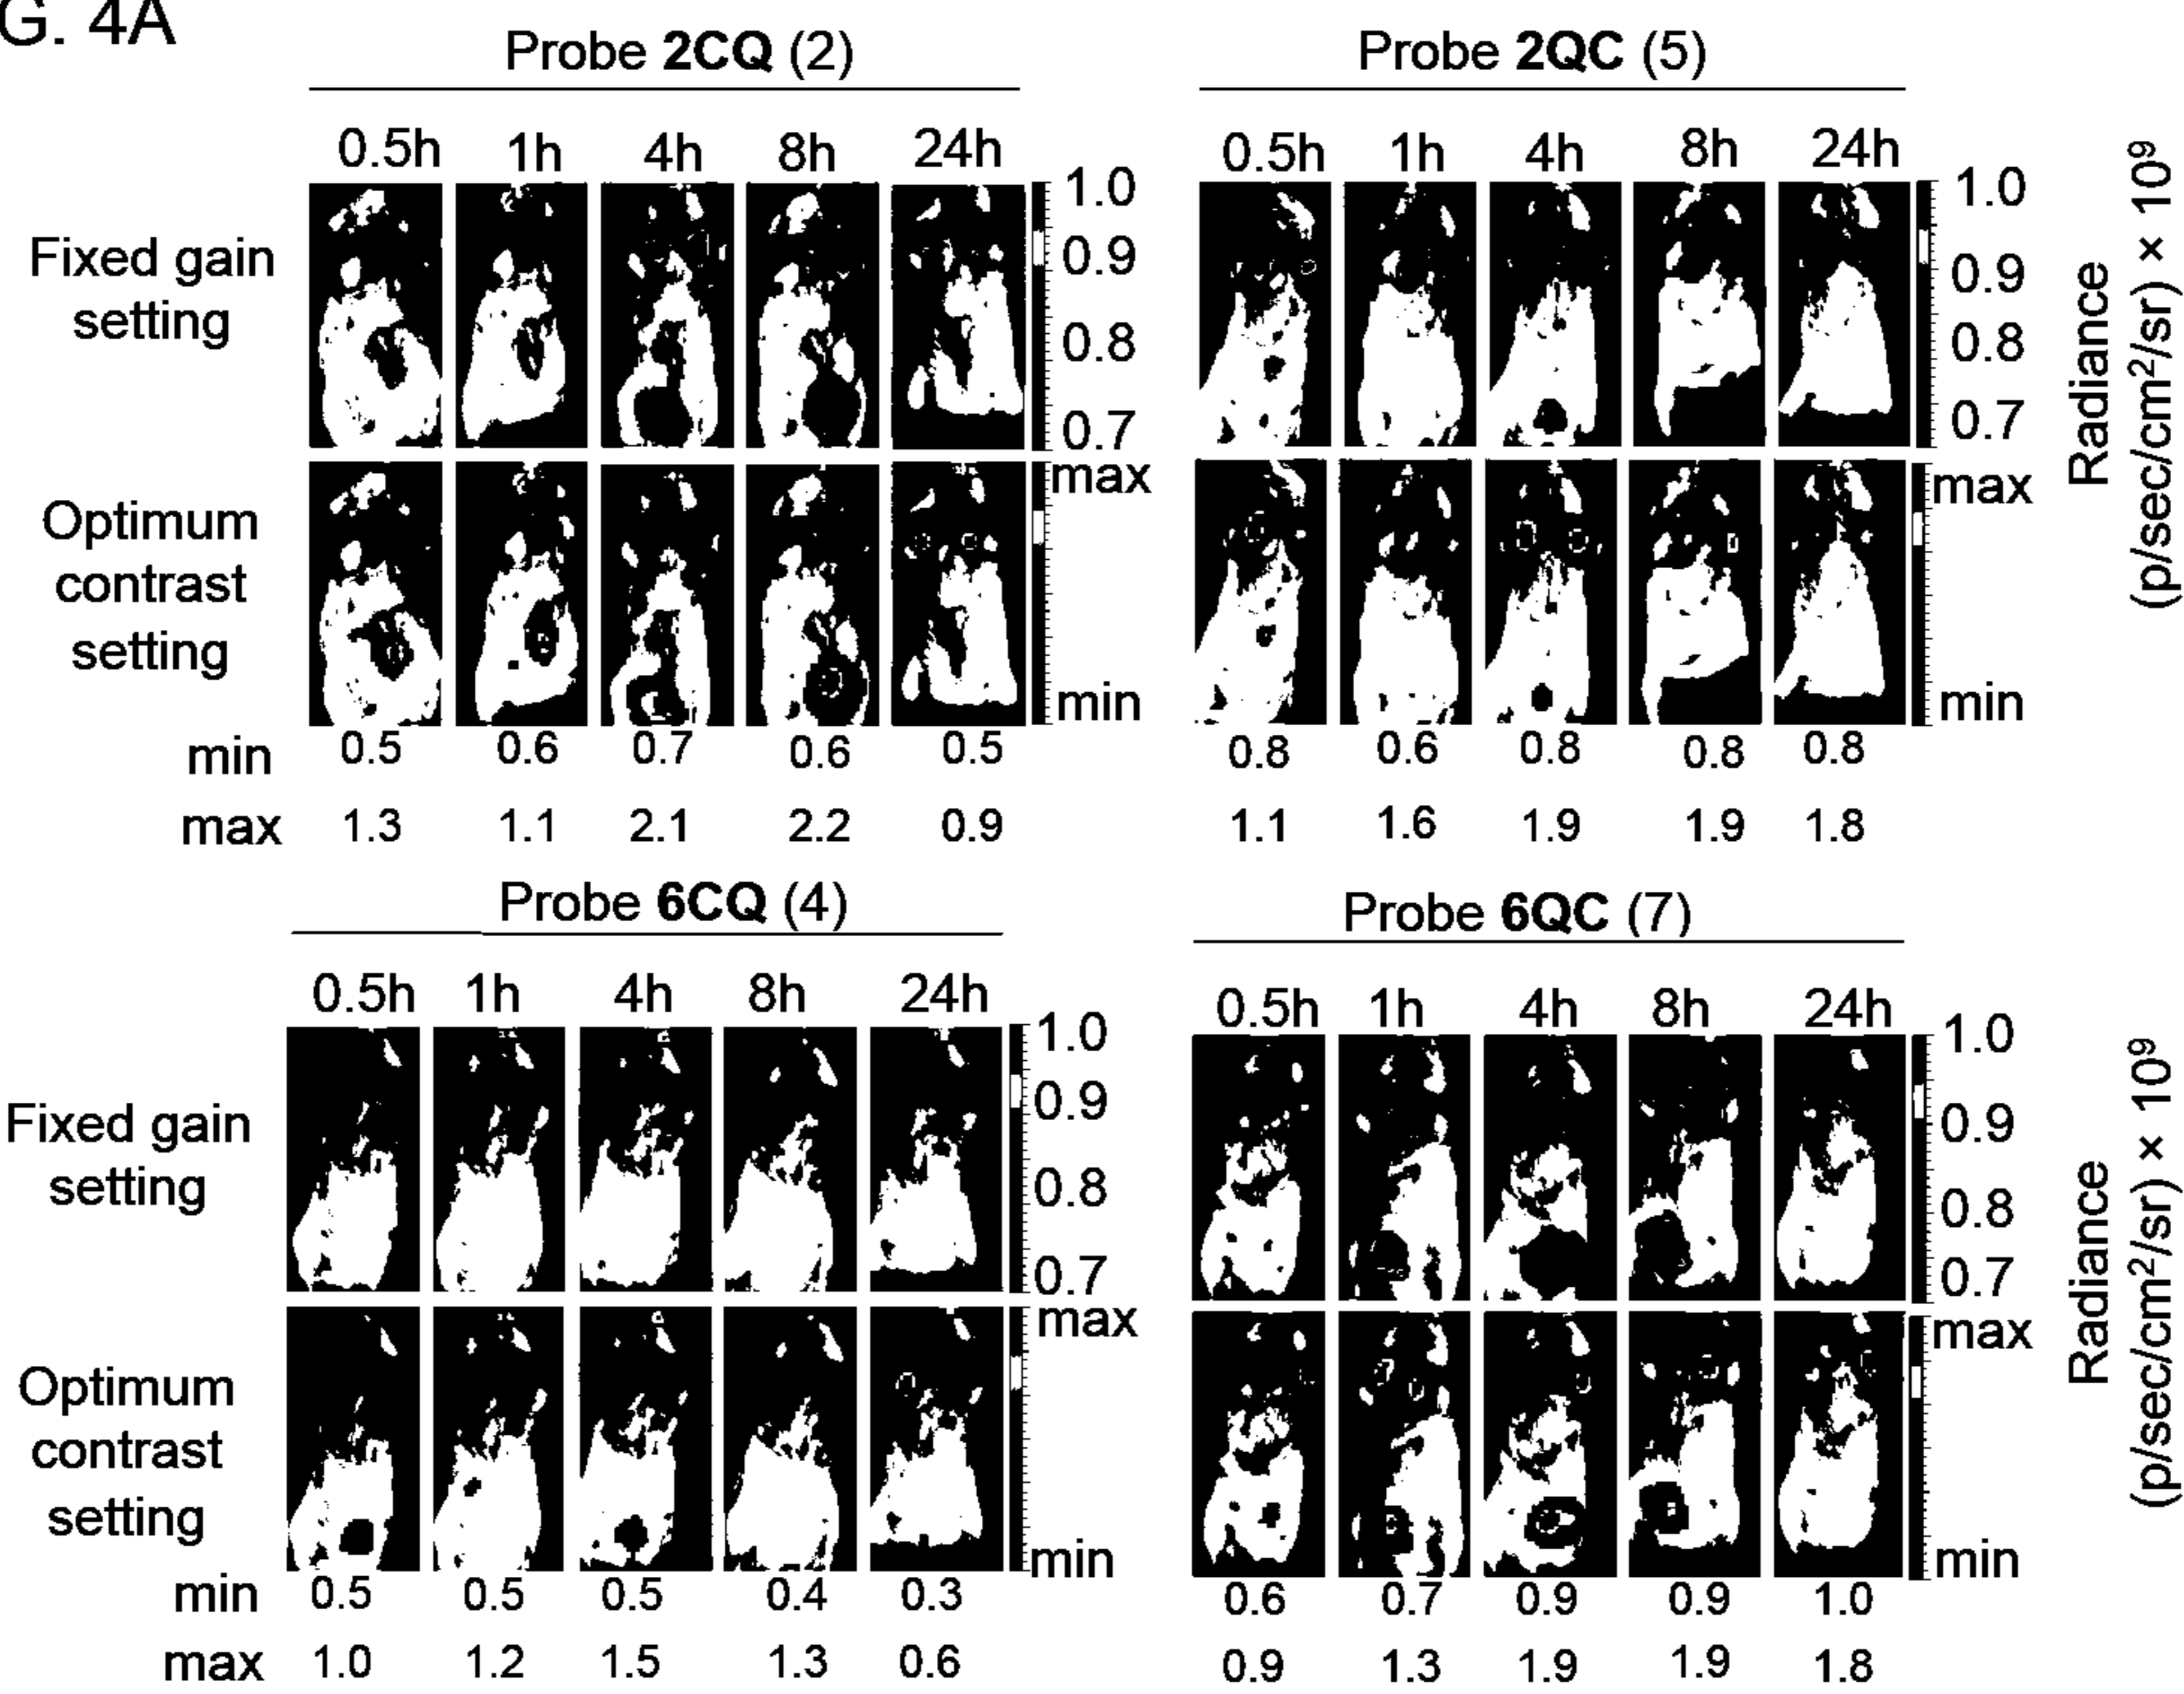 G. 4A
Probe 2CQ (2)
0.5h 1h 4h 8h 24h
Fixed gain
setting
1.0
0.9
0.8
0.7
Optimum
contrast
setting
max
min
min 0.5 0.6 0.7 0.6 0.5
max 1.3 1.1 2.1 2.2 0.9
Probe 2QC (5)
0.5h 1h 4h 8h 24h
1.0
0.9
0.8
0.7
max
min
0.8 0.6 0.8 0.8 0.8
1.1 1.6 1.9 1.9 1.8
Radiance
(p/sec/cm²/sr) × 10⁹
Probe 6CQ (4)
0.5h 1h 4h 8h 24h
Fixed gain
setting
1.0
0.9
0.8
0.7
Optimum
contrast
setting
max
min
min 0.5 0.5 0.5 0.4 0.3
max 1.0 1.2 1.5 1.3 0.6
Probe 6QC (7)
0.5h 1h 4h 8h 24h
1.0
0.9
0.8
0.7
max
min
0.6 0.7 0.9 0.9 1.0
0.9 1.3 1.9 1.9 1.8
Radiance
(p/sec/cm²/sr) × 10⁹